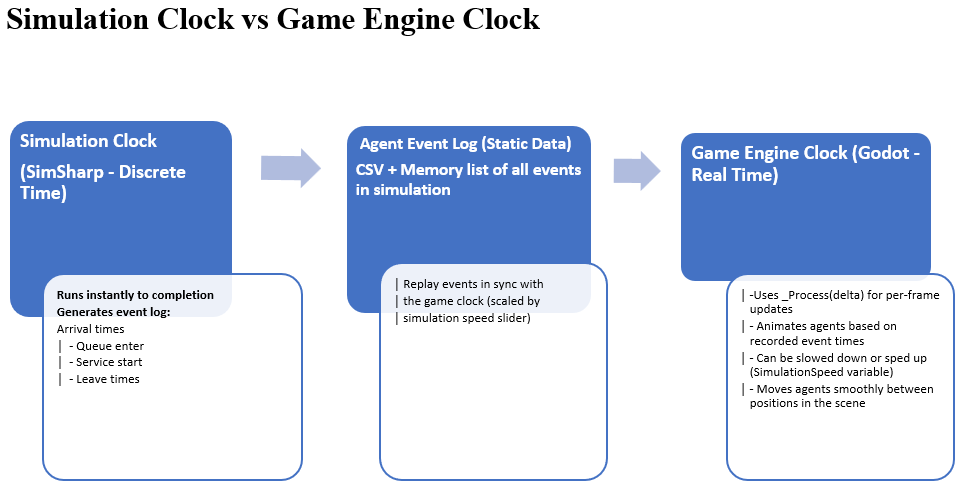 Simulation Clock vs Game Engine Clock
Simulation Clock
(SimSharp - Discrete
Time)
Runs instantly to completion
Generates event log:
Arrival times
| - Queue enter
| - Service start
| - Leave times
Agent Event Log (Static Data)
CSV + Memory list of all events
in simulation
| Replay events in sync with
| the game clock (scaled by
| simulation speed slider)
Game Engine Clock (Godot -
Real Time)
| -Uses _Process(delta) for per-frame
updates
| - Animates agents based on
recorded event times
| - Can be slowed down or sped up
(SimulationSpeed variable)
| - Moves agents smoothly between
positions in the scene